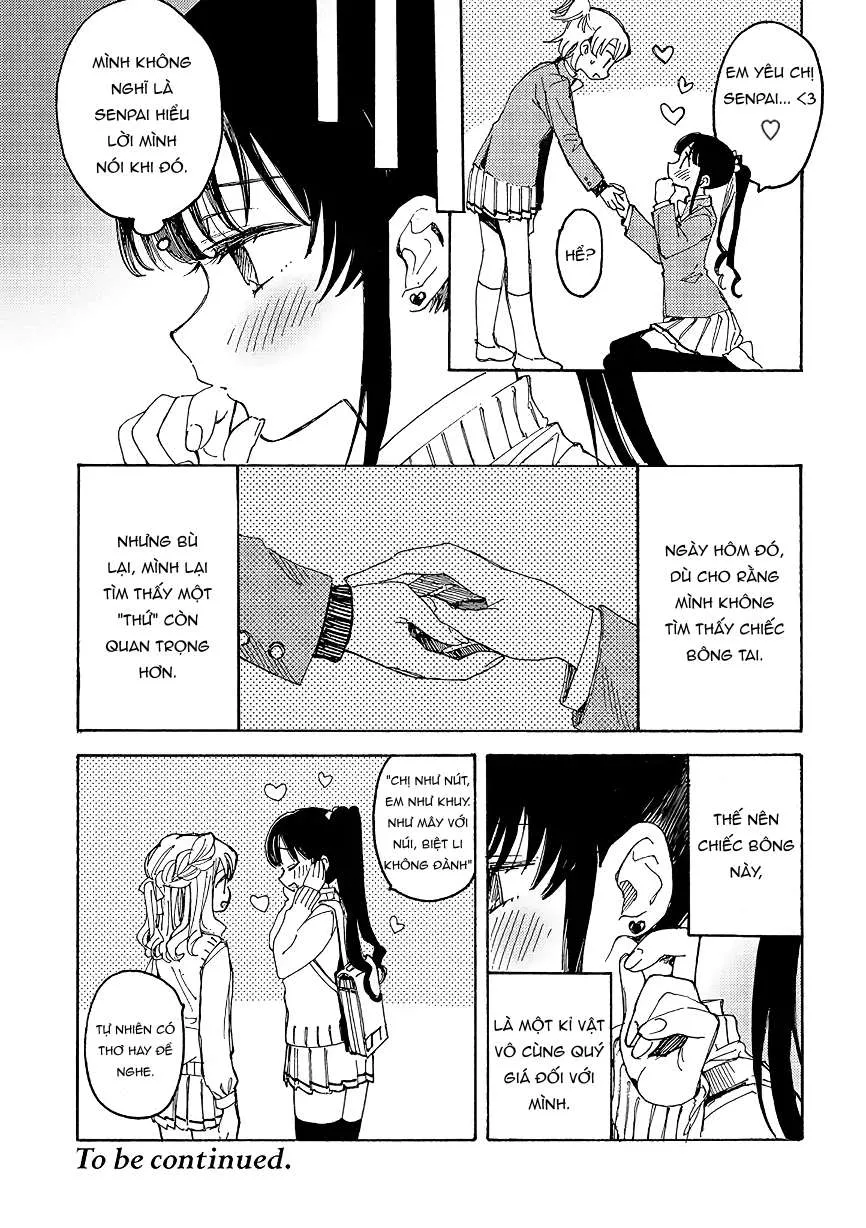 EM YÊU CHỊ
SENPAI... <3
♡
HỂ?
MÌNH KHÔNG
NGHĨ LÀ
SENPAI HIỂU
LỜI MÌNH
NÓI KHI ĐÓ.
NGÀY HÔM ĐÓ,
DÙ CHO RẰNG
MÌNH KHÔNG
TÌM THẤY CHIẾC
BÔNG TAI.
NHƯNG BÙ
LẠI, MÌNH LẠI
TÌM THẤY MỘT
"THỨ" CÒN
QUAN TRỌNG
HƠN.
THẾ NÊN
CHIẾC BÔNG
NÀY,
LÀ MỘT KỈ VẬT
VÔ CÙNG QUÝ
GIÁ ĐỐI VỚI
MÌNH.
"CHỊ NHƯ NÚT,
EM NHƯ KHUY.
NHƯ MÂY VỚI
NÚI, BIỆT LI
KHÔNG ĐÀNH"
TỰ NHIÊN CÓ
THƠ HAY ĐỂ
NGHE.
To be continued.